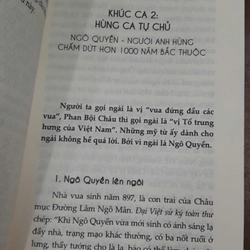 KHÚC CA 2:
HÙNG CA TỰ CHỦ
NGÔ QUYỀN - NGƯỜI ANH HÙNG
CHẤM DỨT HƠN 1000 NĂM BẮC THUỘC
Người ta gọi ngài là vị “vua đứng đầu các
vua”, Phan Bội Châu thì gọi ngài là vị “Tổ trung
hưng của Việt Nam”. Những mỹ từ ấy dành cho
ngài không hề quá lời. Bởi vì ngài là Ngô Quyền.
1. Ngô Quyền lên ngôi
Nhà vua sinh năm 897, là con trai của Châu
mục Đường Lâm Ngô Mân. Đại Việt sử ký toàn thư
chép: “Khi Ngô Quyền vừa mới sinh có ánh sáng lạ
đầy nhà, trạng mạo khác thường, có ba nốt ruồi ở
lưng, thầy tướng cho là lạ, bảo có thể làm chủ